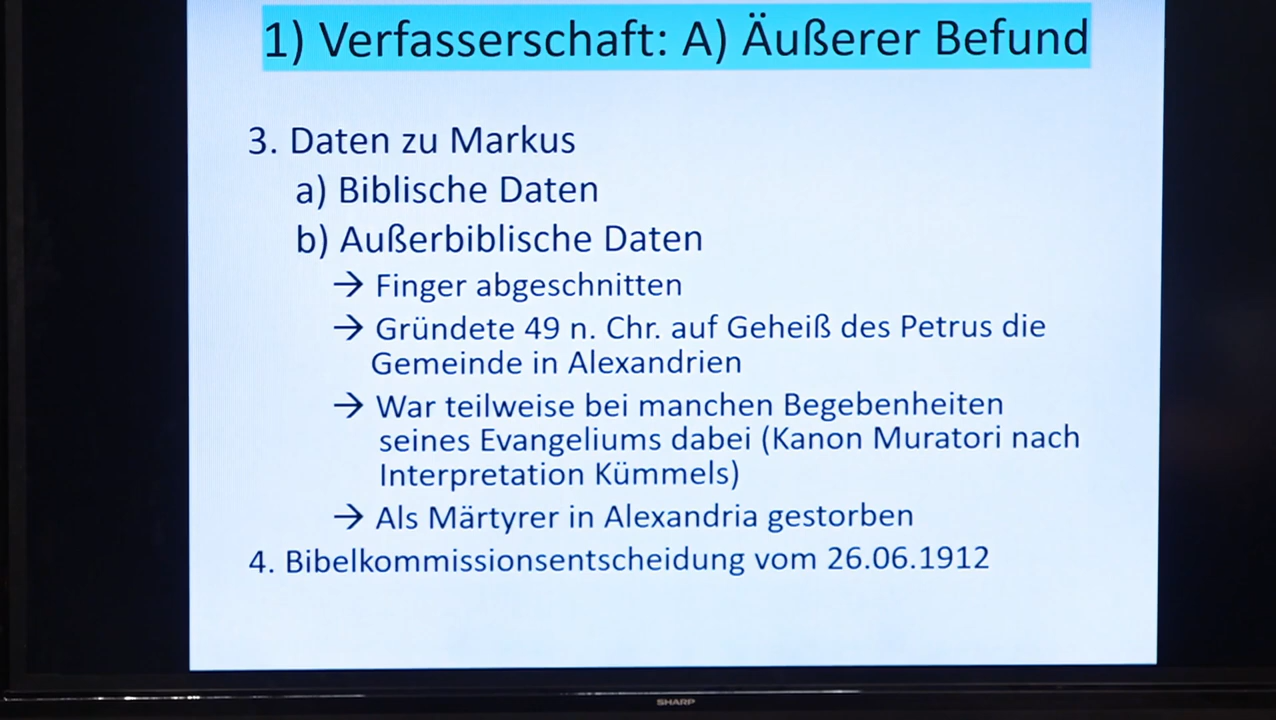 1) Verfasserschaft: A) Äußerer Befund
3. Daten zu Markus
a) Biblische Daten
b) Außerbiblische Daten
→ Finger abgeschnitten
→ Gründete 49 n. Chr. auf Geheiß des Petrus die
Gemeinde in Alexandrien
→ War teilweise bei manchen Begebenheiten
seines Evangeliums dabei (Kanon Muratori nach
Interpretation Kümmels)
→ Als Märtyrer in Alexandria gestorben
4. Bibelkommissionsentscheidung vom 26.06.1912
SHARP